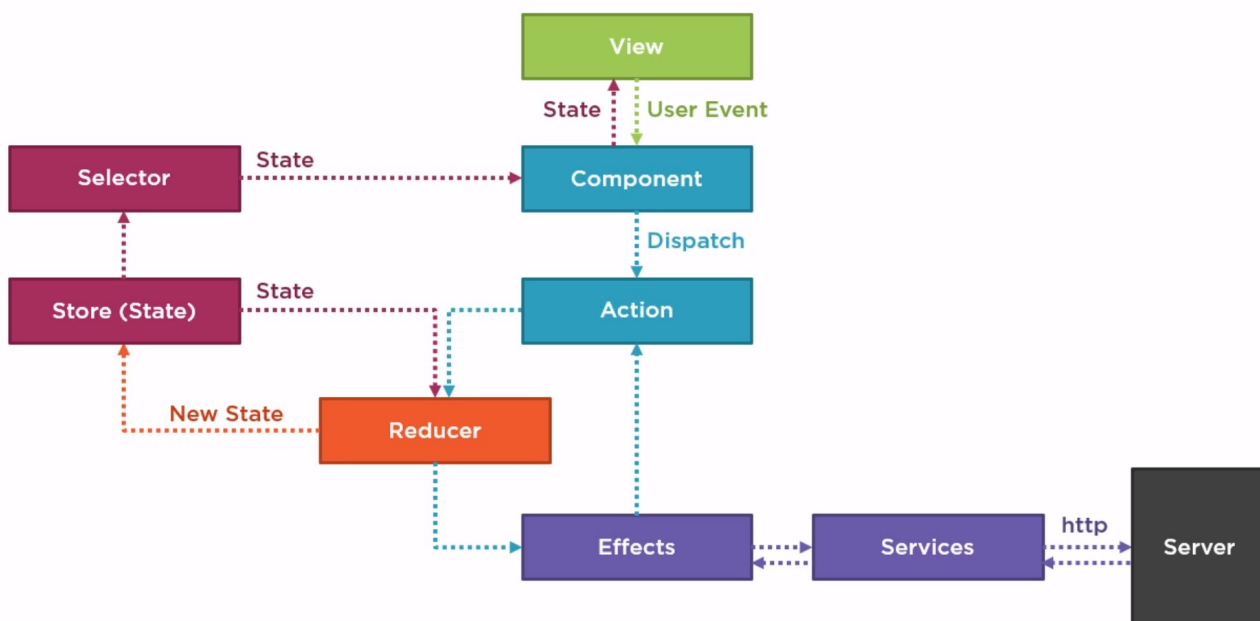 View
State
User Event
Selector
State
Component
Dispatch
Store (State)
State
Action
New State
Reducer
http
Effects
Services
Server